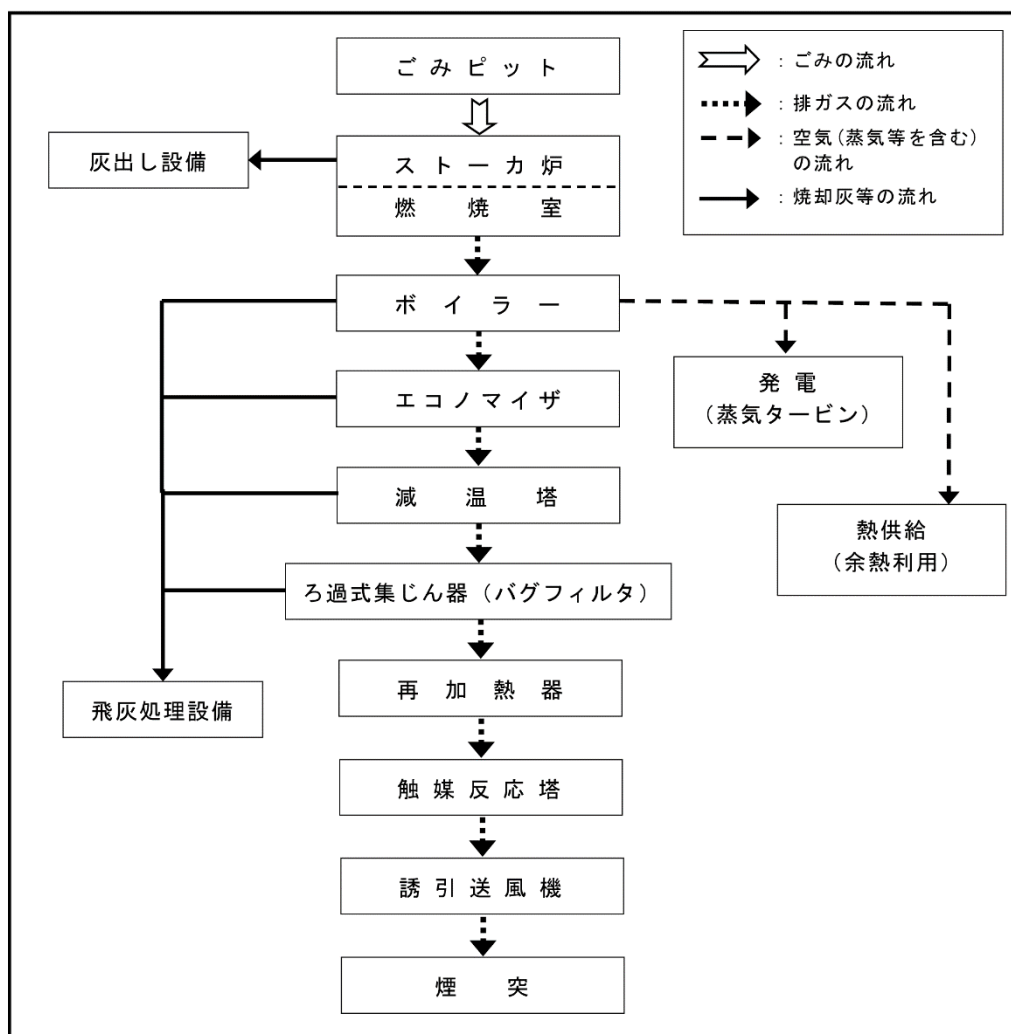 ごみピット
ストーカ炉
燃焼室
灰出し設備
ボイラー
エコノマイザ
減温塔
ろ過式集じん器(バグフィルタ)
再加熱器
触媒反応塔
誘引送風機
煙突
飛灰処理設備
発電
(蒸気タービン)
熱供給
(余熱利用)
:ごみの流れ
:排ガスの流れ
:空気(蒸気等を含む)
の流れ
:焼却灰等の流れ